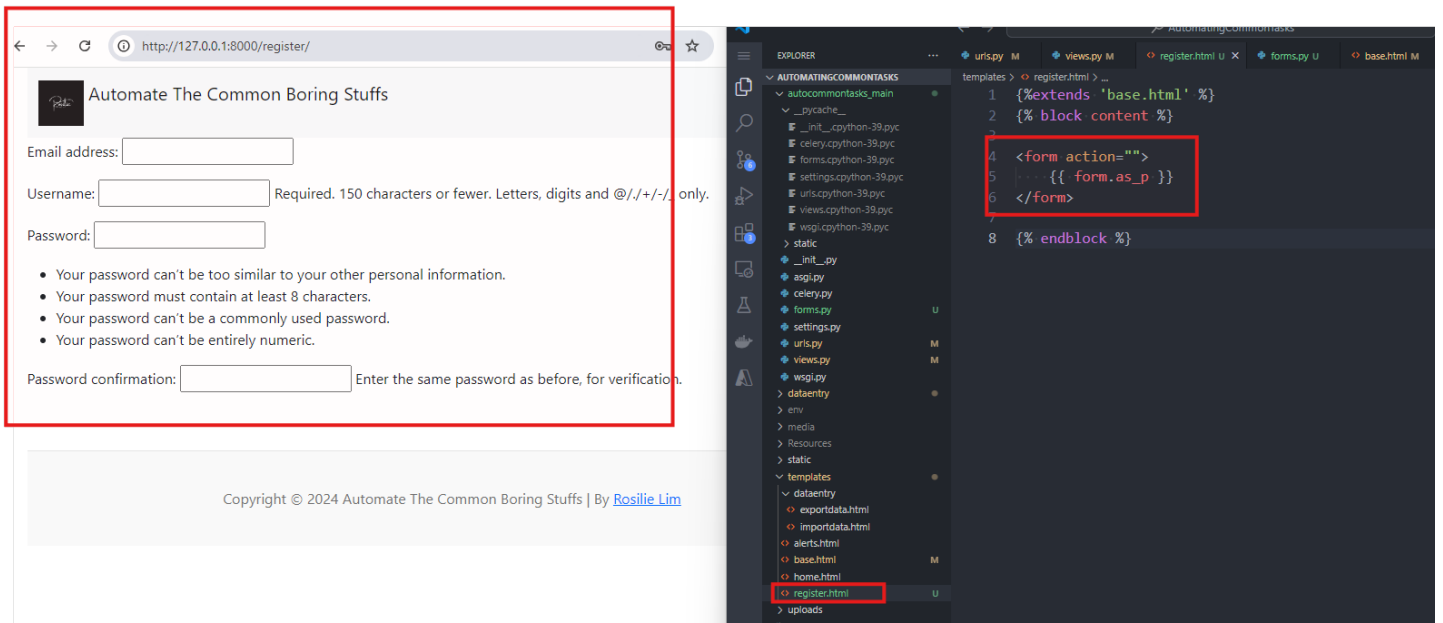 http://127.0.0.1:8000/register/
Automate The Common Boring Stuffs
Email address:
Username: Required. 150 characters or fewer. Letters, digits and @/./+/-/_ only.
Password:
Your password can't be too similar to your other personal information.
Your password must contain at least 8 characters.
Your password can't be a commonly used password.
Your password can't be entirely numeric.
Password confirmation: Enter the same password as before, for verification.
Copyright © 2024 Automate The Common Boring Stuffs | By Rosilie Lim
AutomatingCommonTasks
EXPLORER
AUTOMATINGCOMMONTASKS
autocommontasks_main
__pycache__
__init__.cpython-39.pyc
celery.cpython-39.pyc
forms.cpython-39.pyc
settings.cpython-39.pyc
urls.cpython-39.pyc
views.cpython-39.pyc
wsgi.cpython-39.pyc
static
__init__.py
asgi.py
celery.py
forms.py U
settings.py
urls.py M
views.py M
wsgi.py
dataentry
env
media
Resources
static
templates
dataentry
exportdata.html
importdata.html
alerts.html
base.html M
home.html
register.html U
uploads
6
3
urls.py M views.py M register.html U forms.py U base.html M
templates > register.html > ...
1 {%extends 'base.html' %}
2 {% block content %}
3
4 <form action="">
5 {{ form.as_p }}
6 </form>
7
8 {% endblock %}